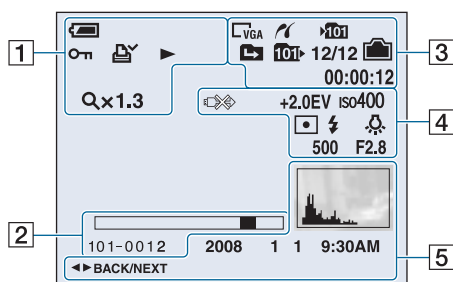 1
VGA 101
101 12/12
3
00:00:12
×1.3
+2.0EV ISO400
4
500 F2.8
2
101-0012 2008 1 1 9:30AM
5
BACK/NEXT